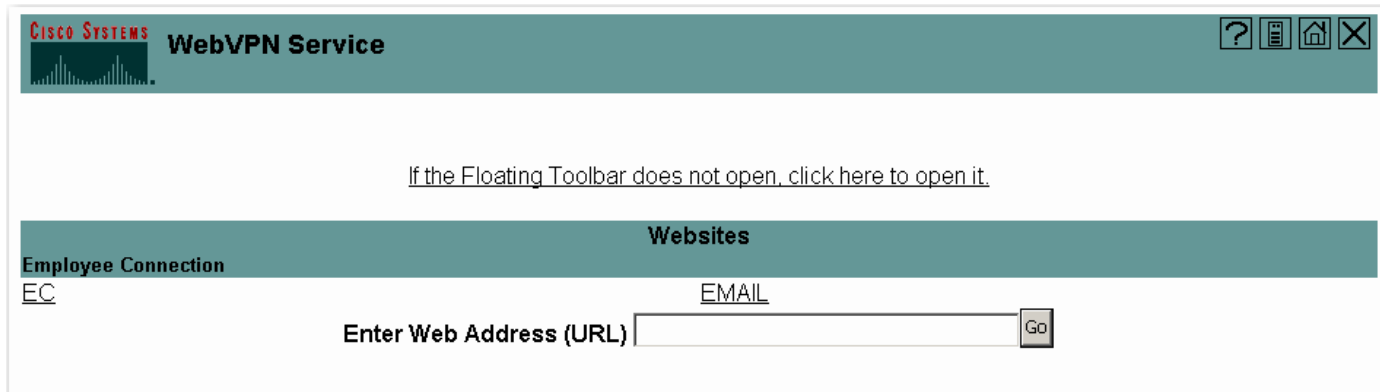 CISCO SYSTEMS
WebVPN Service
If the Floating Toolbar does not open, click here to open it.
Websites
Employee Connection
EC EMAIL
Enter Web Address (URL) Go